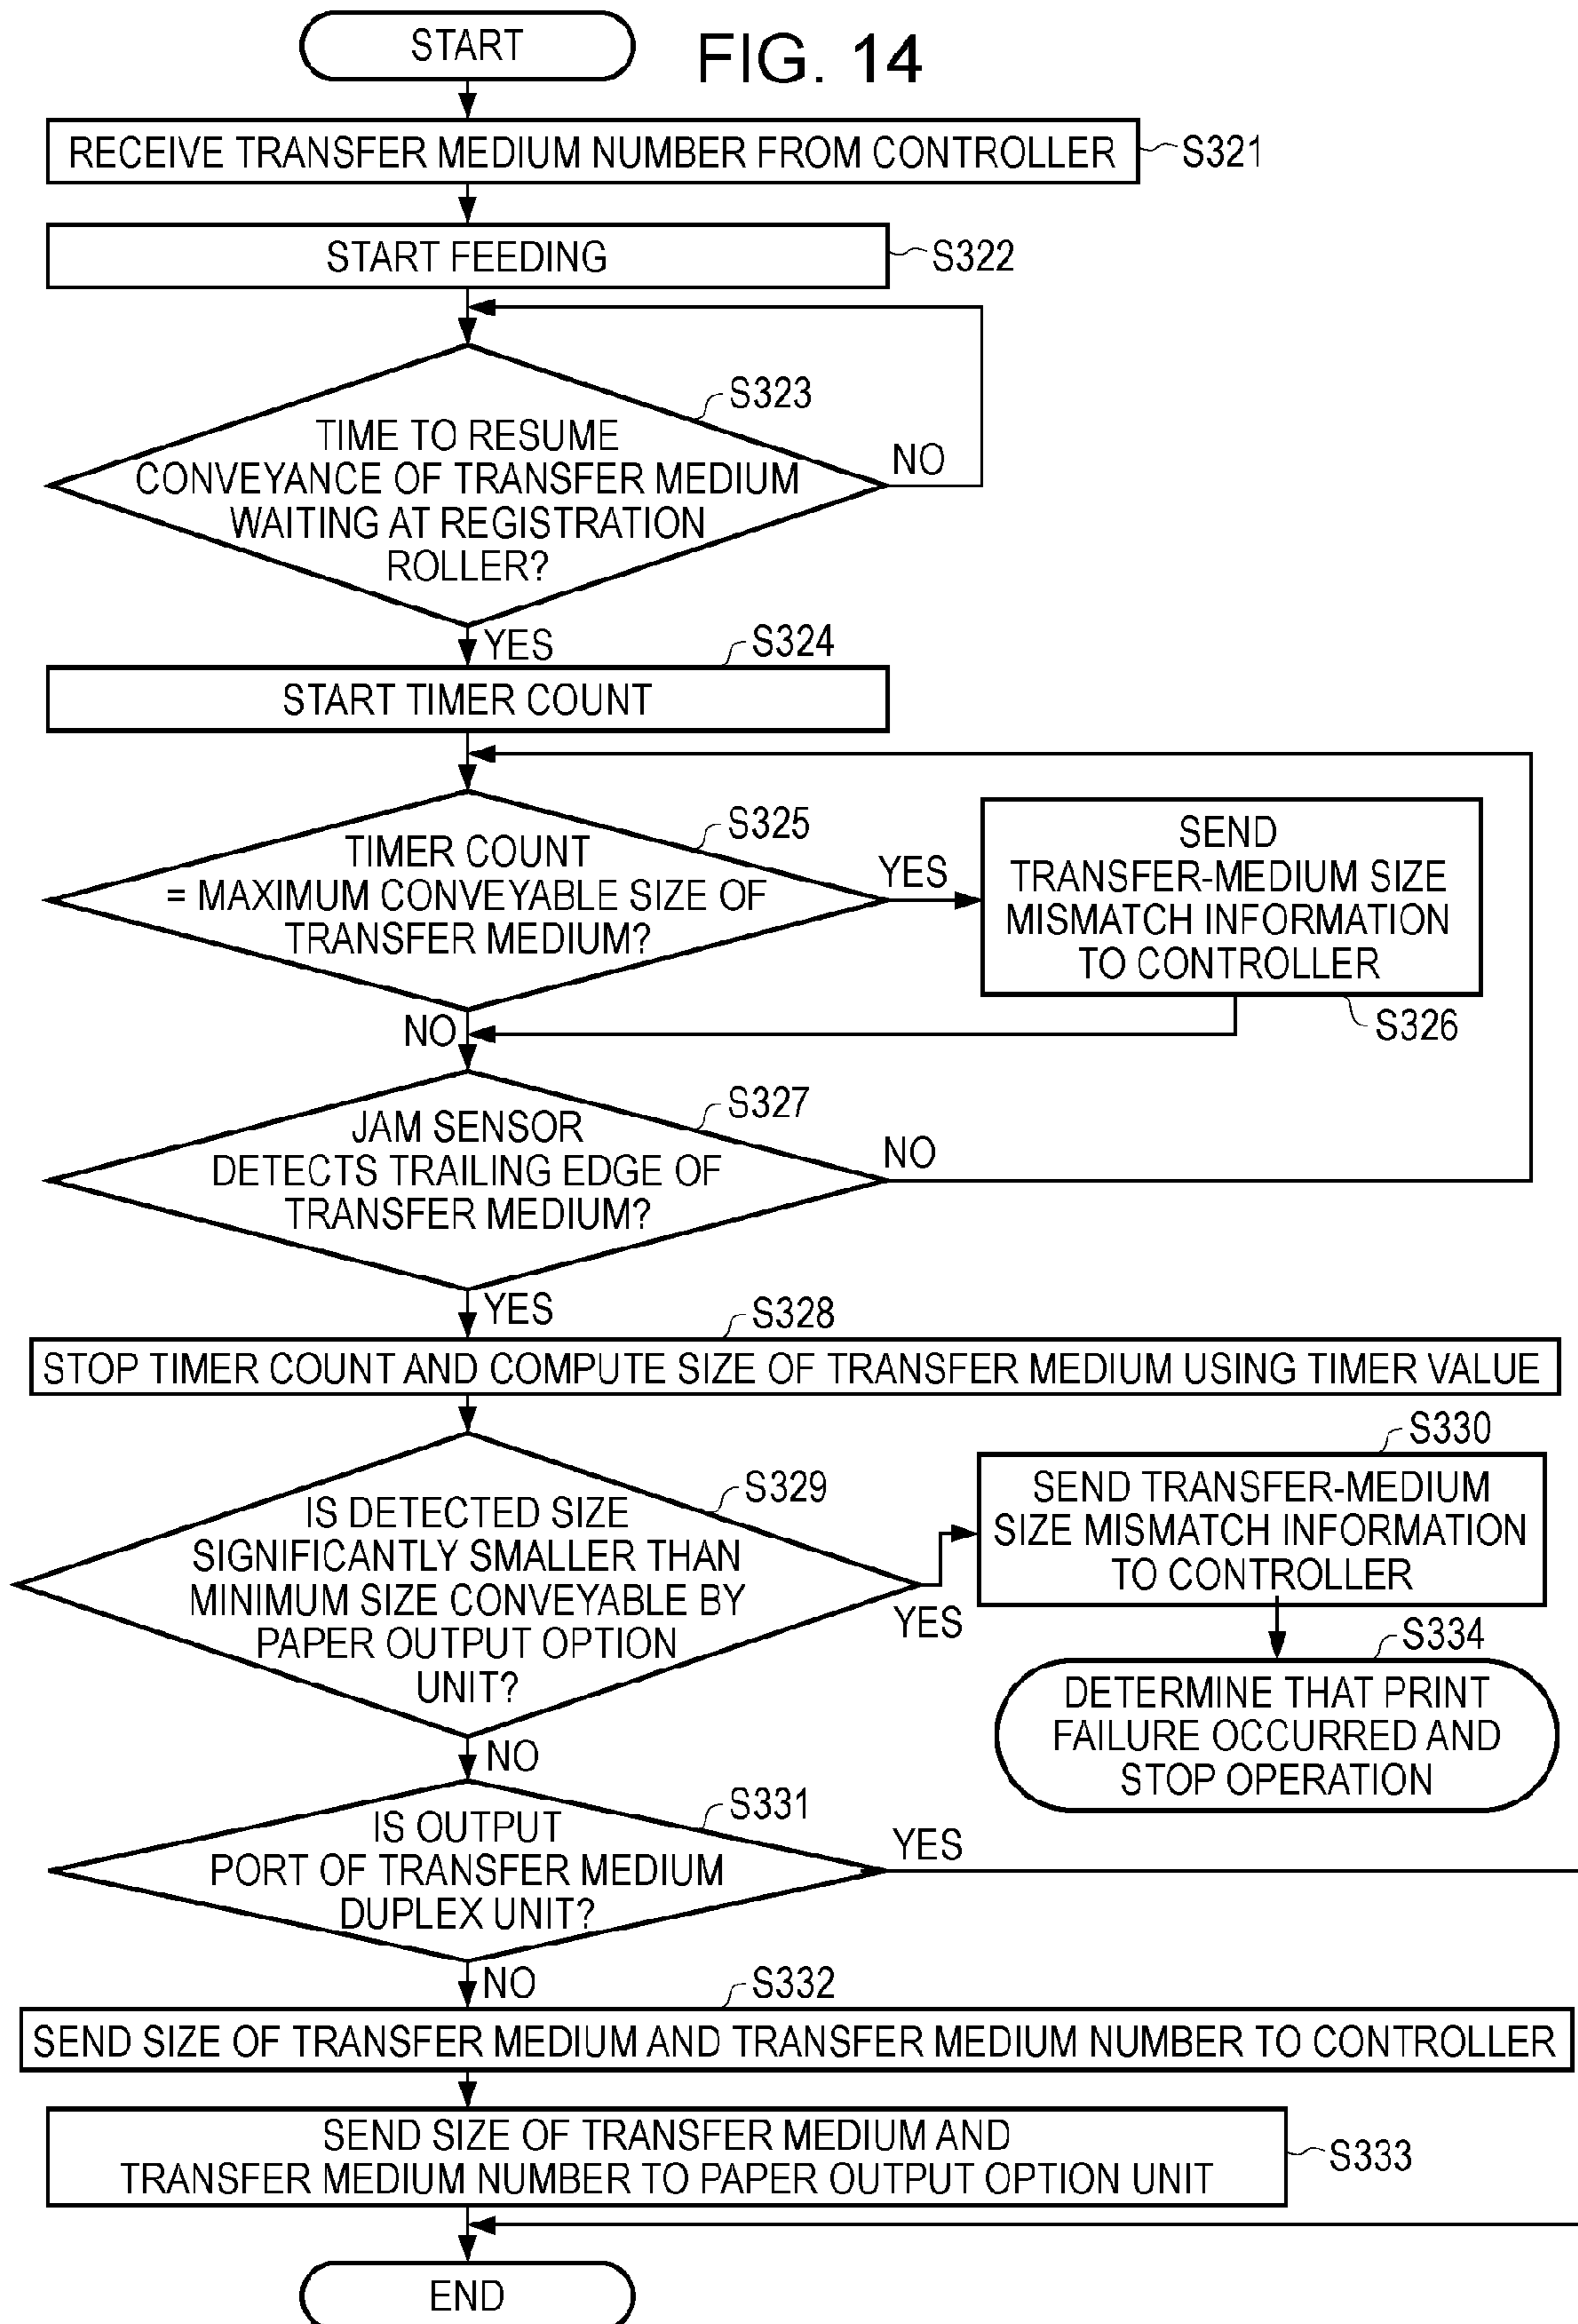 START
FIG. 14
RECEIVE TRANSFER MEDIUM NUMBER FROM CONTROLLER
S321
START FEEDING
S322
S323
TIME TO RESUME
CONVEYANCE OF TRANSFER MEDIUM
WAITING AT REGISTRATION
ROLLER?
NO
YES
S324
START TIMER COUNT
S325
TIMER COUNT
= MAXIMUM CONVEYABLE SIZE OF
TRANSFER MEDIUM?
YES
SEND
TRANSFER-MEDIUM SIZE
MISMATCH INFORMATION
TO CONTROLLER
S326
NO
S327
JAM SENSOR
DETECTS TRAILING EDGE OF
TRANSFER MEDIUM?
NO
YES
S328
STOP TIMER COUNT AND COMPUTE SIZE OF TRANSFER MEDIUM USING TIMER VALUE
S329
IS DETECTED SIZE
SIGNIFICANTLY SMALLER THAN
MINIMUM SIZE CONVEYABLE BY
PAPER OUTPUT OPTION
UNIT?
YES
S330
SEND TRANSFER-MEDIUM
SIZE MISMATCH INFORMATION
TO CONTROLLER
S334
DETERMINE THAT PRINT
FAILURE OCCURRED AND
STOP OPERATION
NO
S331
IS OUTPUT
PORT OF TRANSFER MEDIUM
DUPLEX UNIT?
YES
NO
S332
SEND SIZE OF TRANSFER MEDIUM AND TRANSFER MEDIUM NUMBER TO CONTROLLER
SEND SIZE OF TRANSFER MEDIUM AND
TRANSFER MEDIUM NUMBER TO PAPER OUTPUT OPTION UNIT
S333
END